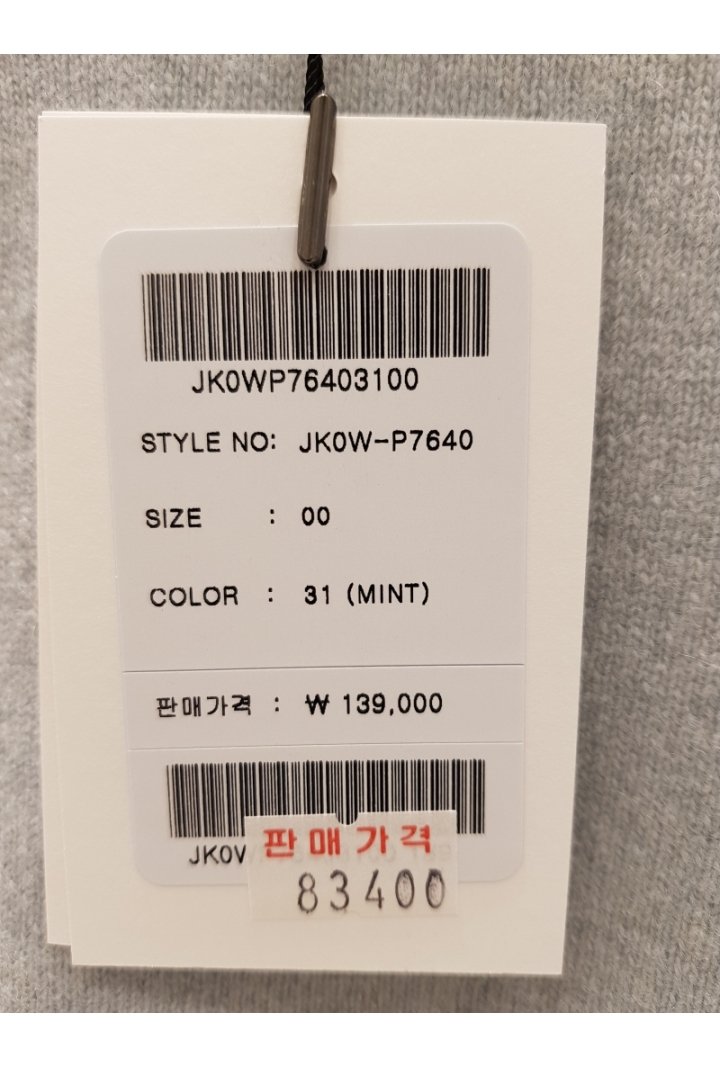 JK0WP76403100
STYLE NO: JK0W-P7640
SIZE : 00
COLOR : 31 (MINT)
판매가격 : ₩ 139,000
판매가격
83400